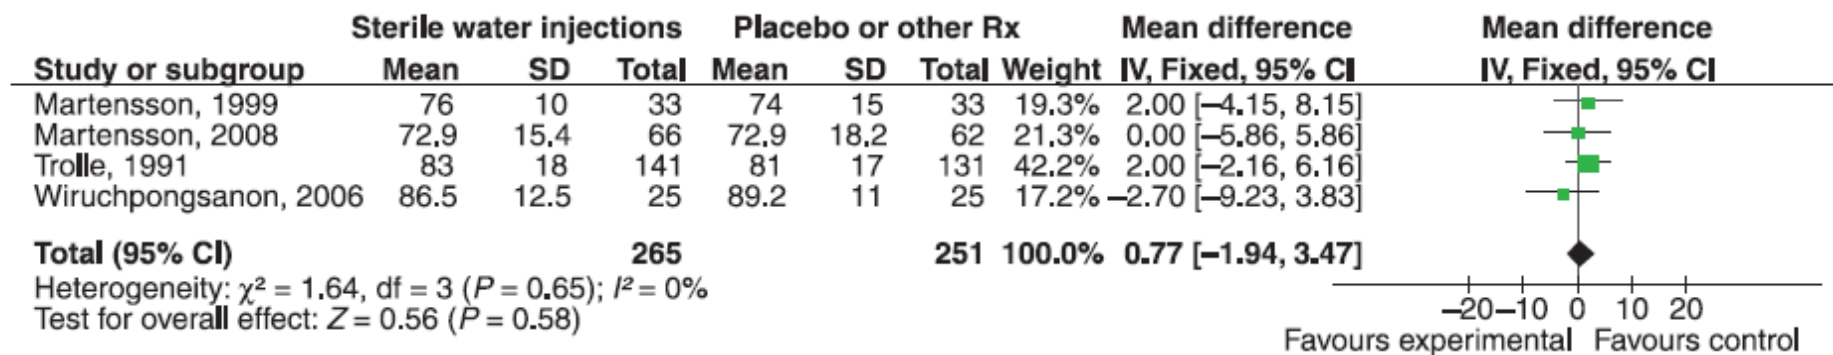 Sterile water injections Placebo or other Rx Mean difference Mean difference
Study or subgroup Mean SD Total Mean SD Total Weight IV, Fixed, 95% CI IV, Fixed, 95% CI
Martensson, 1999 76 10 33 74 15 33 19.3% 2.00 [–4.15, 8.15]
Martensson, 2008 72.9 15.4 66 72.9 18.2 62 21.3% 0.00 [–5.86, 5.86]
Trolle, 1991 83 18 141 81 17 131 42.2% 2.00 [–2.16, 6.16]
Wiruchpongsanon, 2006 86.5 12.5 25 89.2 11 25 17.2% –2.70 [–9.23, 3.83]
Total (95% CI) 265 251 100.0% 0.77 [–1.94, 3.47]
Heterogeneity: χ² = 1.64, df = 3 (P = 0.65); I² = 0%
Test for overall effect: Z = 0.56 (P = 0.58)
–20 –10 0 10 20
Favours experimental Favours control